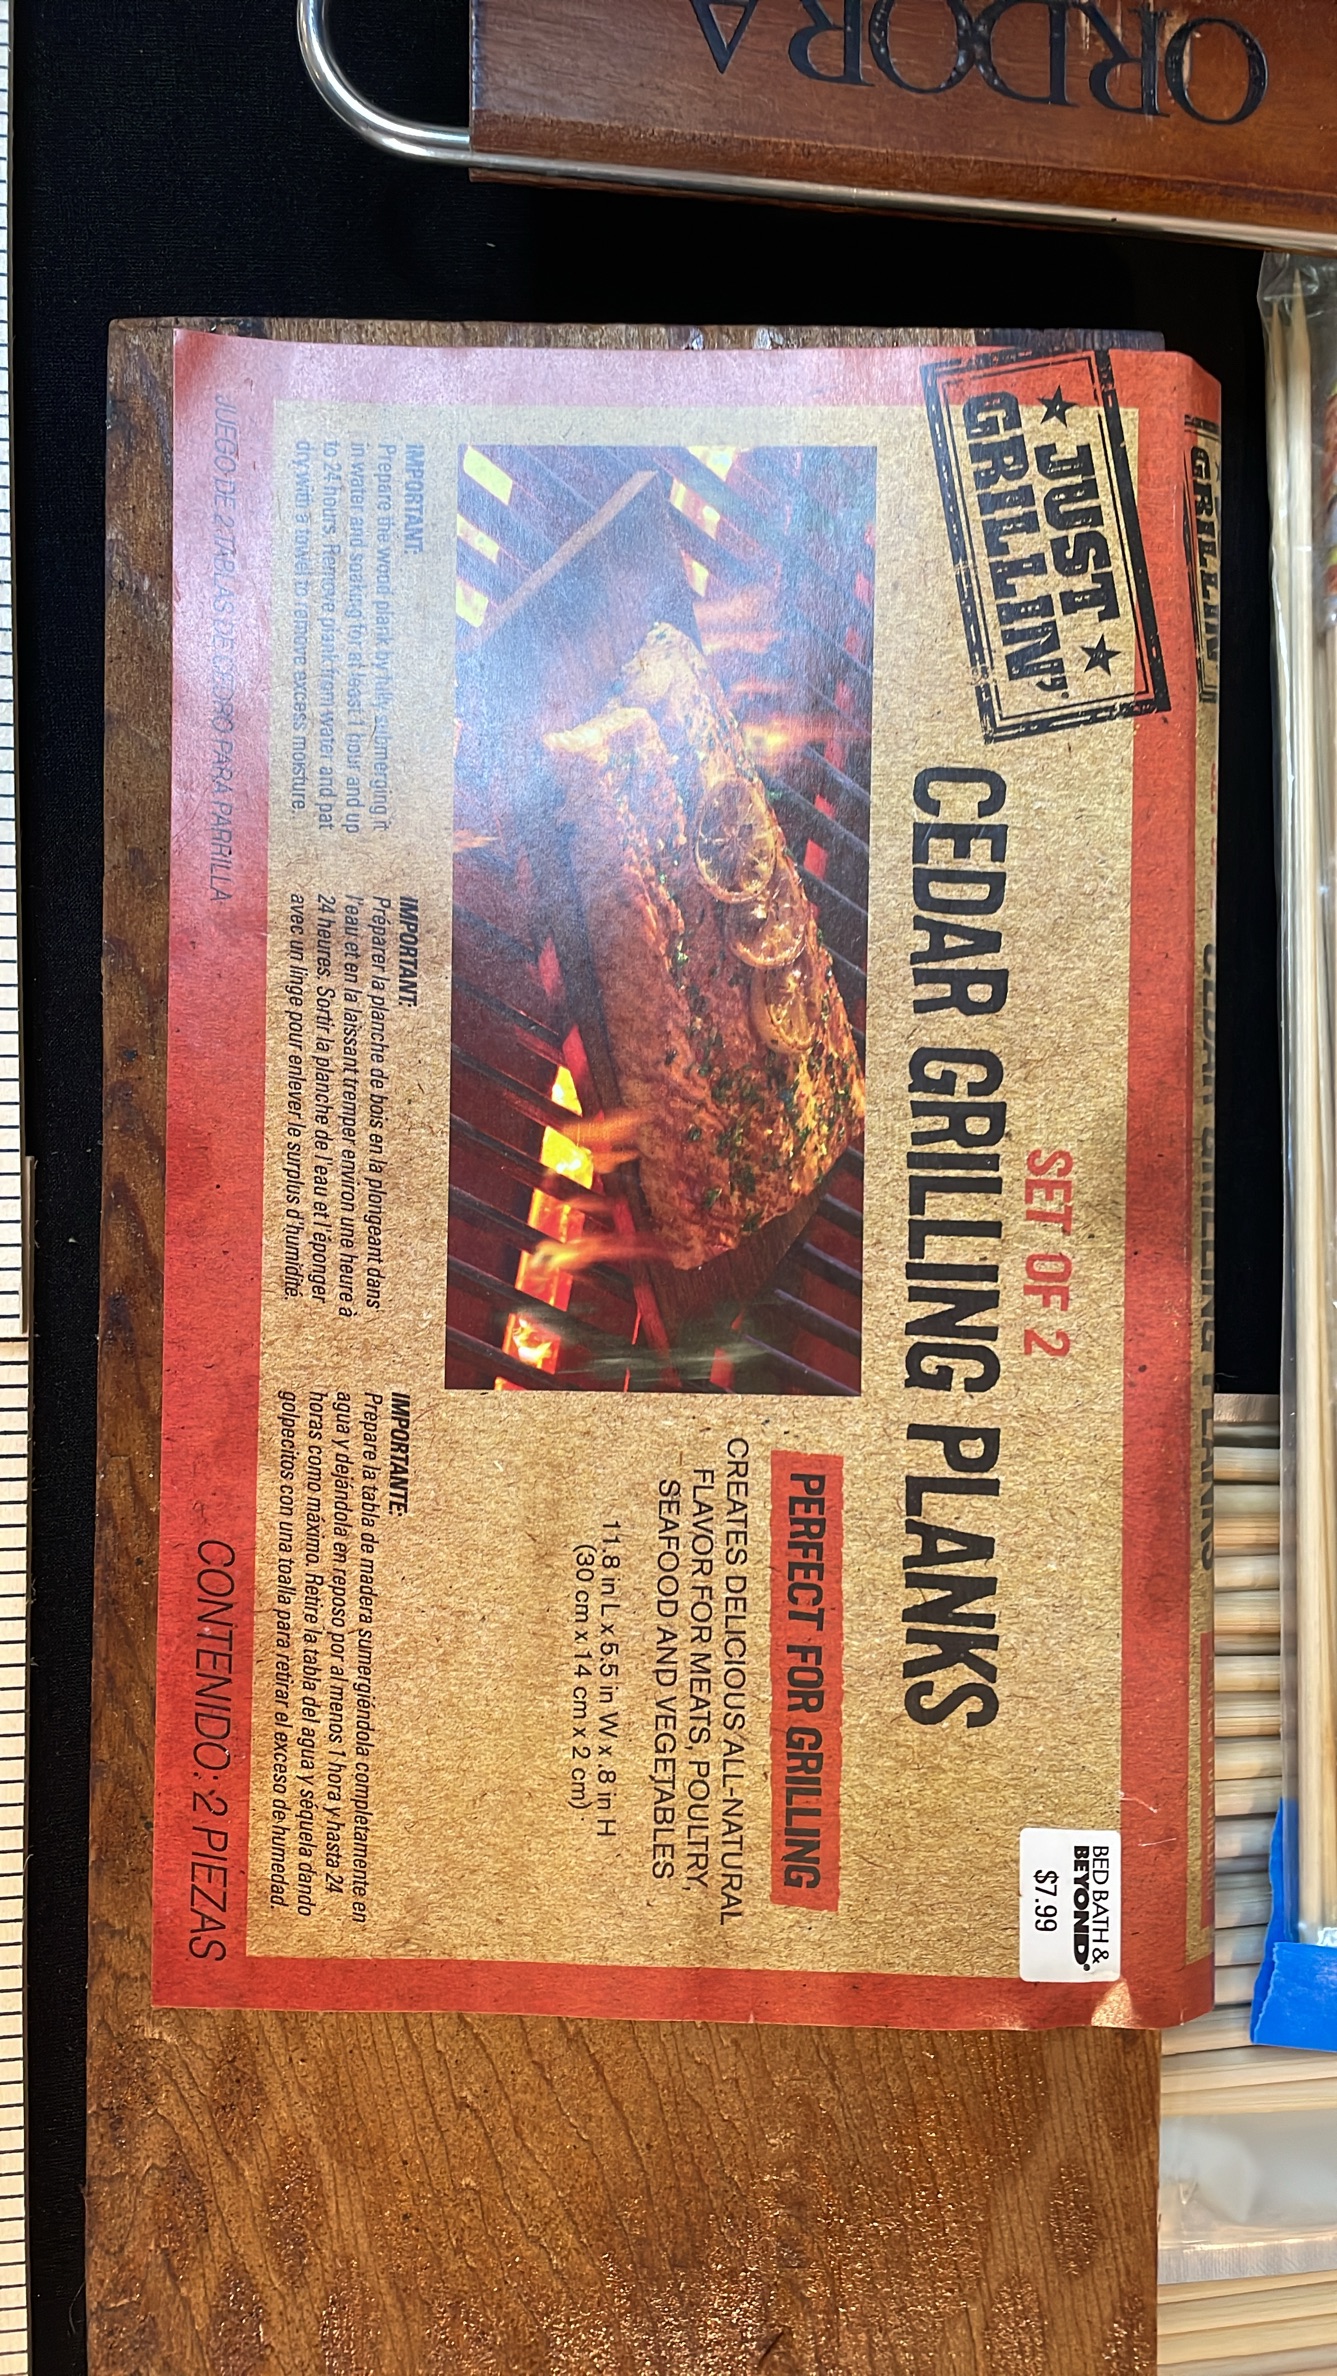 ORDORA
★ JUST ★
GRILLIN'®
SET OF 2
CEDAR GRILLING PLANKS
BED BATH &
BEYOND®
$7.99
PERFECT FOR GRILLING
CREATES DELICIOUS ALL-NATURAL
FLAVOR FOR MEATS, POULTRY,
SEAFOOD AND VEGETABLES
11.8 in L x 5.5 in W x .8 in H
(30 cm x 14 cm x 2 cm)
IMPORTANT:
Prepare the wood plank by fully submerging it
in water and soaking for at least 1 hour and up
to 24 hours. Remove plank from water and pat
dry with a towel to remove excess moisture.
IMPORTANT:
Préparer la planche de bois en la plongeant dans
l'eau et en la laissant tremper environ une heure à
24 heures. Sortir la planche de l'eau et l'éponger
avec un linge pour enlever le surplus d'humidité.
IMPORTANTE:
Prepare la tabla de madera sumergiéndola completamente en
agua y dejándola en reposo por al menos 1 hora y hasta 24
horas como máximo. Retire la tabla del agua y séquela dando
golpecitos con una toalla para retirar el exceso de humedad.
JUEGO DE 2 TABLAS DE CEDRO PARA PARRILLA
CONTENIDO: 2 PIEZAS
GRILLIN'
CEDAR GRILLING PLANKS